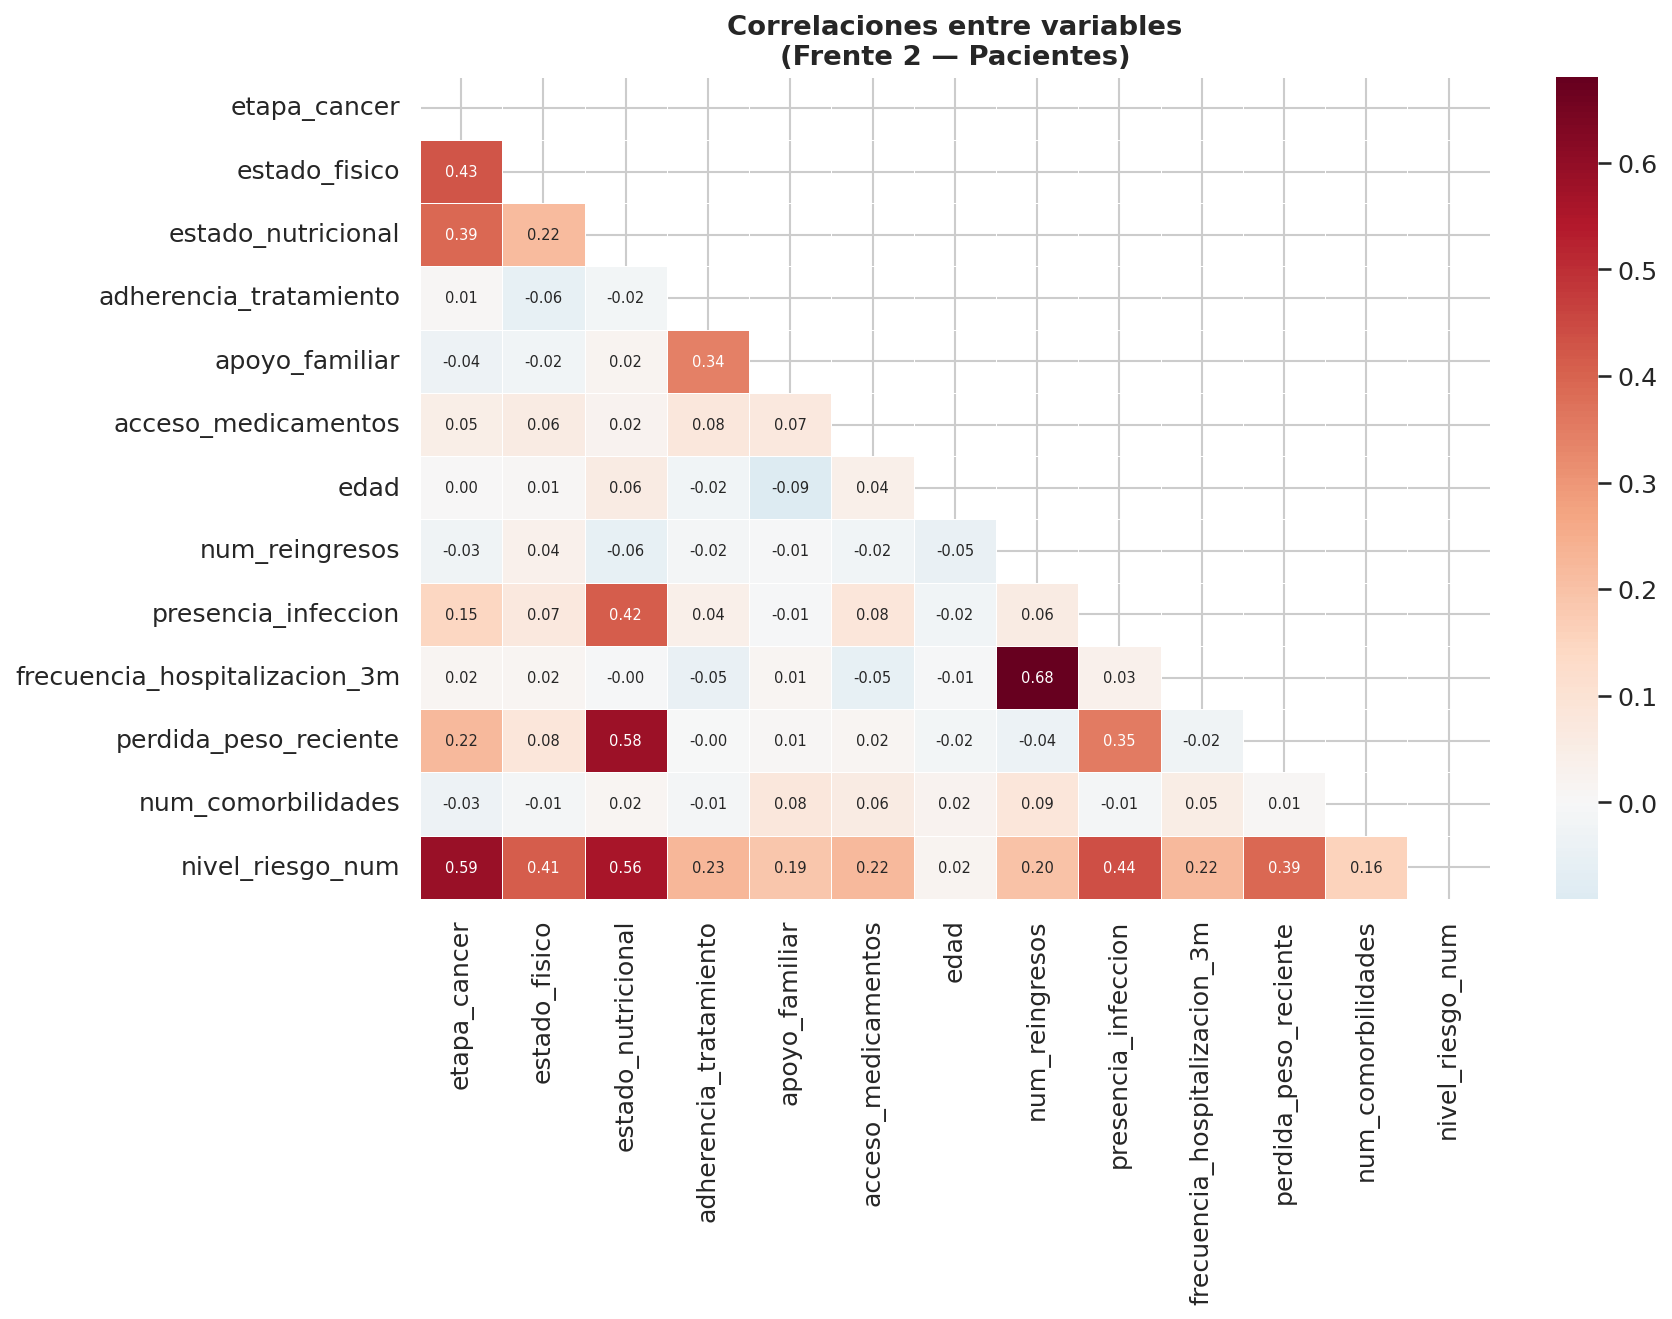 Correlaciones entre variables
(Frente 2 — Pacientes)
etapa_cancer
estado_fisico 0.43
estado_nutricional 0.39 0.22
adherencia_tratamiento 0.01 -0.06 -0.02
apoyo_familiar -0.04 -0.02 0.02 0.34
acceso_medicamentos 0.05 0.06 0.02 0.08 0.07
edad 0.00 0.01 0.06 -0.02 -0.09 0.04
num_reingresos -0.03 0.04 -0.06 -0.02 -0.01 -0.02 -0.05
presencia_infeccion 0.15 0.07 0.42 0.04 -0.01 0.08 -0.02 0.06
frecuencia_hospitalizacion_3m 0.02 0.02 -0.00 -0.05 0.01 -0.05 -0.01 0.68 0.03
perdida_peso_reciente 0.22 0.08 0.58 -0.00 0.01 0.02 -0.02 -0.04 0.35 -0.02
num_comorbilidades -0.03 -0.01 0.02 -0.01 0.08 0.06 0.02 0.09 -0.01 0.05 0.01
nivel_riesgo_num 0.59 0.41 0.56 0.23 0.19 0.22 0.02 0.20 0.44 0.22 0.39 0.16
etapa_cancer
estado_fisico
estado_nutricional
adherencia_tratamiento
apoyo_familiar
acceso_medicamentos
edad
num_reingresos
presencia_infeccion
frecuencia_hospitalizacion_3m
perdida_peso_reciente
num_comorbilidades
nivel_riesgo_num
0.6
0.5
0.4
0.3
0.2
0.1
0.0